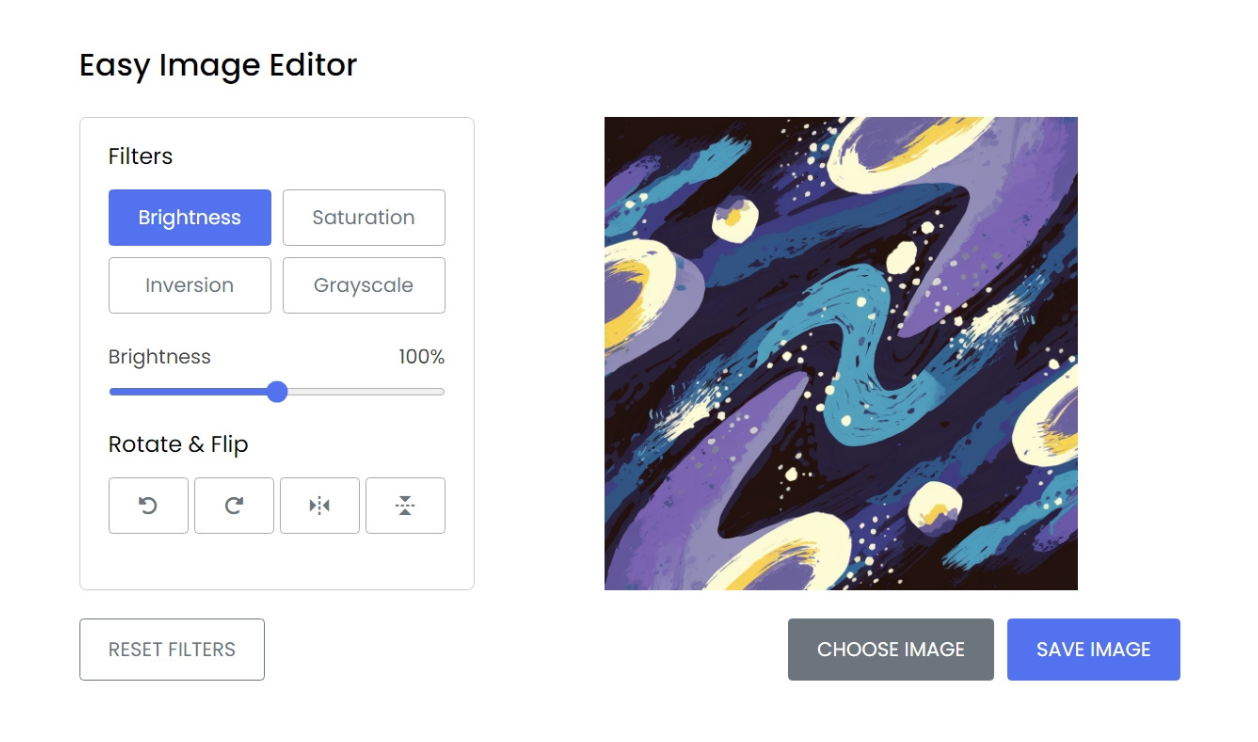 Easy Image Editor
Filters
Brightness Saturation
Inversion Grayscale
Brightness 100%
Rotate & Flip
RESET FILTERS CHOOSE IMAGE SAVE IMAGE